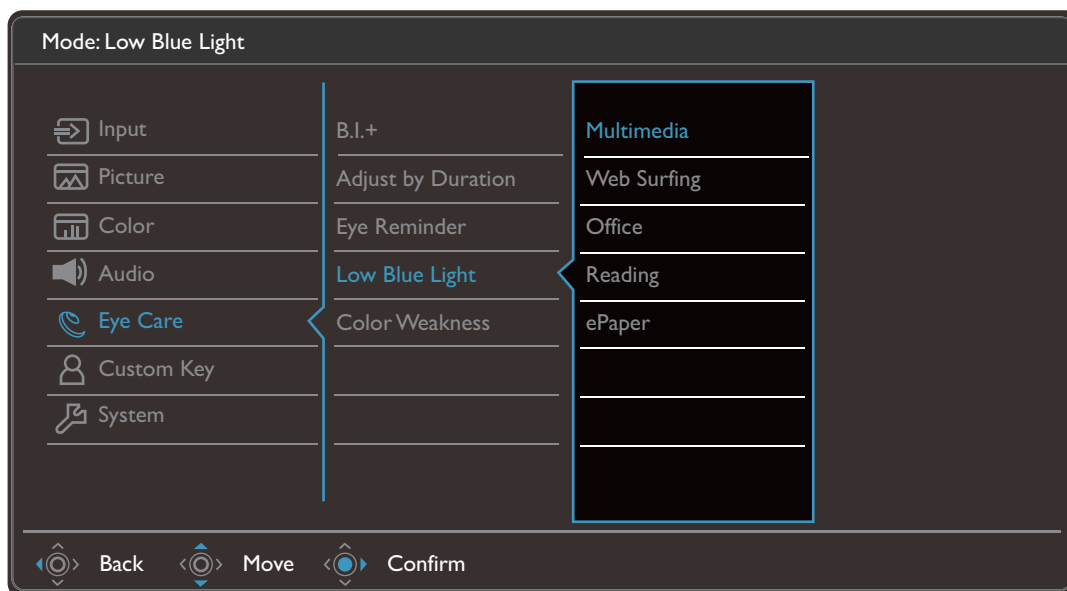 Mode: Low Blue Light
Input
Picture
Color
Audio
Eye Care
Custom Key
System
B.I.+
Adjust by Duration
Eye Reminder
Low Blue Light
Color Weakness
Multimedia
Web Surfing
Office
Reading
ePaper
Back
Move
Confirm